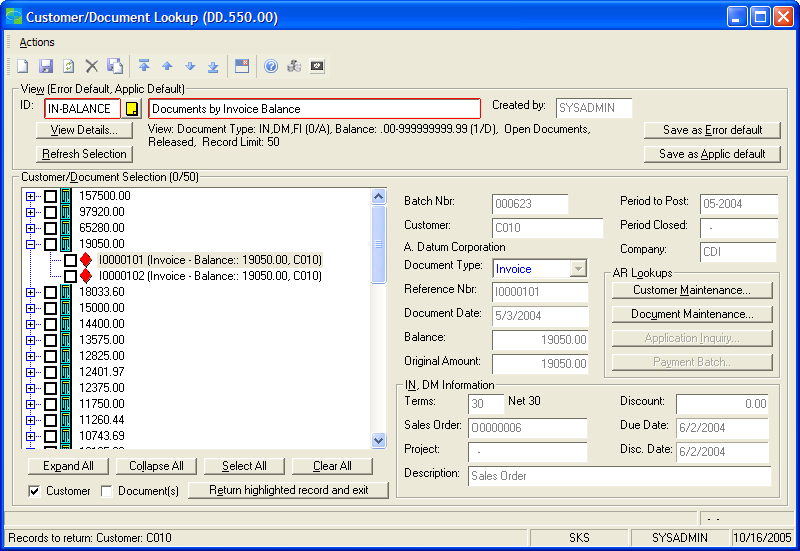 Customer/Document Lookup (DD.550.00)
Actions
View (Error Default, Applic Default)
ID: IN-BALANCE Documents by Invoice Balance Created by: SYSADMIN
View Details... View: Document Type: IN,DM,FI (0/A), Balance: .00-999999999.99 (1/D), Open Documents, Save as Error default
Refresh Selection Released, Record Limit: 50 Save as Applic default
Customer/Document Selection (0/50)
157500.00
97920.00
65280.00
19050.00
I0000101 (Invoice - Balance:: 19050.00, C010)
I0000102 (Invoice - Balance:: 19050.00, C010)
18033.60
15000.00
14400.00
13575.00
12825.00
12401.97
12375.00
11750.00
11260.44
10743.69
Expand All Collapse All Select All Clear All
Customer Document(s) Return highlighted record and exit
Batch Nbr: 000623
Customer: C010
A. Datum Corporation
Document Type: Invoice
Reference Nbr: I0000101
Document Date: 5/3/2004
Balance: 19050.00
Original Amount: 19050.00
Period to Post: 05-2004
Period Closed: -
Company: CDI
AR Lookups
Customer Maintenance...
Document Maintenance...
Application Inquiry...
Payment Batch...
IN, DM Information
Terms: 30 Net 30 Discount: 0.00
Sales Order: O0000006 Due Date: 6/2/2004
Project: - Disc. Date: 6/2/2004
Description: Sales Order
- -
Records to return: Customer: C010 SKS SYSADMIN 10/16/2005